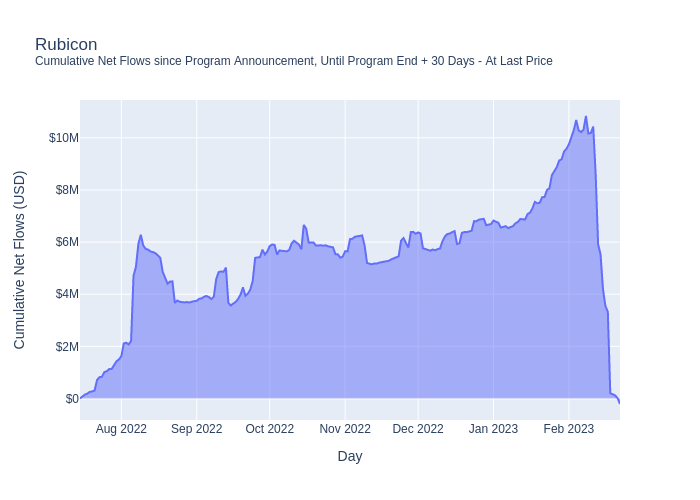 Rubicon
Cumulative Net Flows since Program Announcement, Until Program End + 30 Days - At Last Price
Cumulative Net Flows (USD)
$10M
$8M
$6M
$4M
$2M
$0
Aug 2022
Sep 2022
Oct 2022
Nov 2022
Dec 2022
Jan 2023
Feb 2023
Day